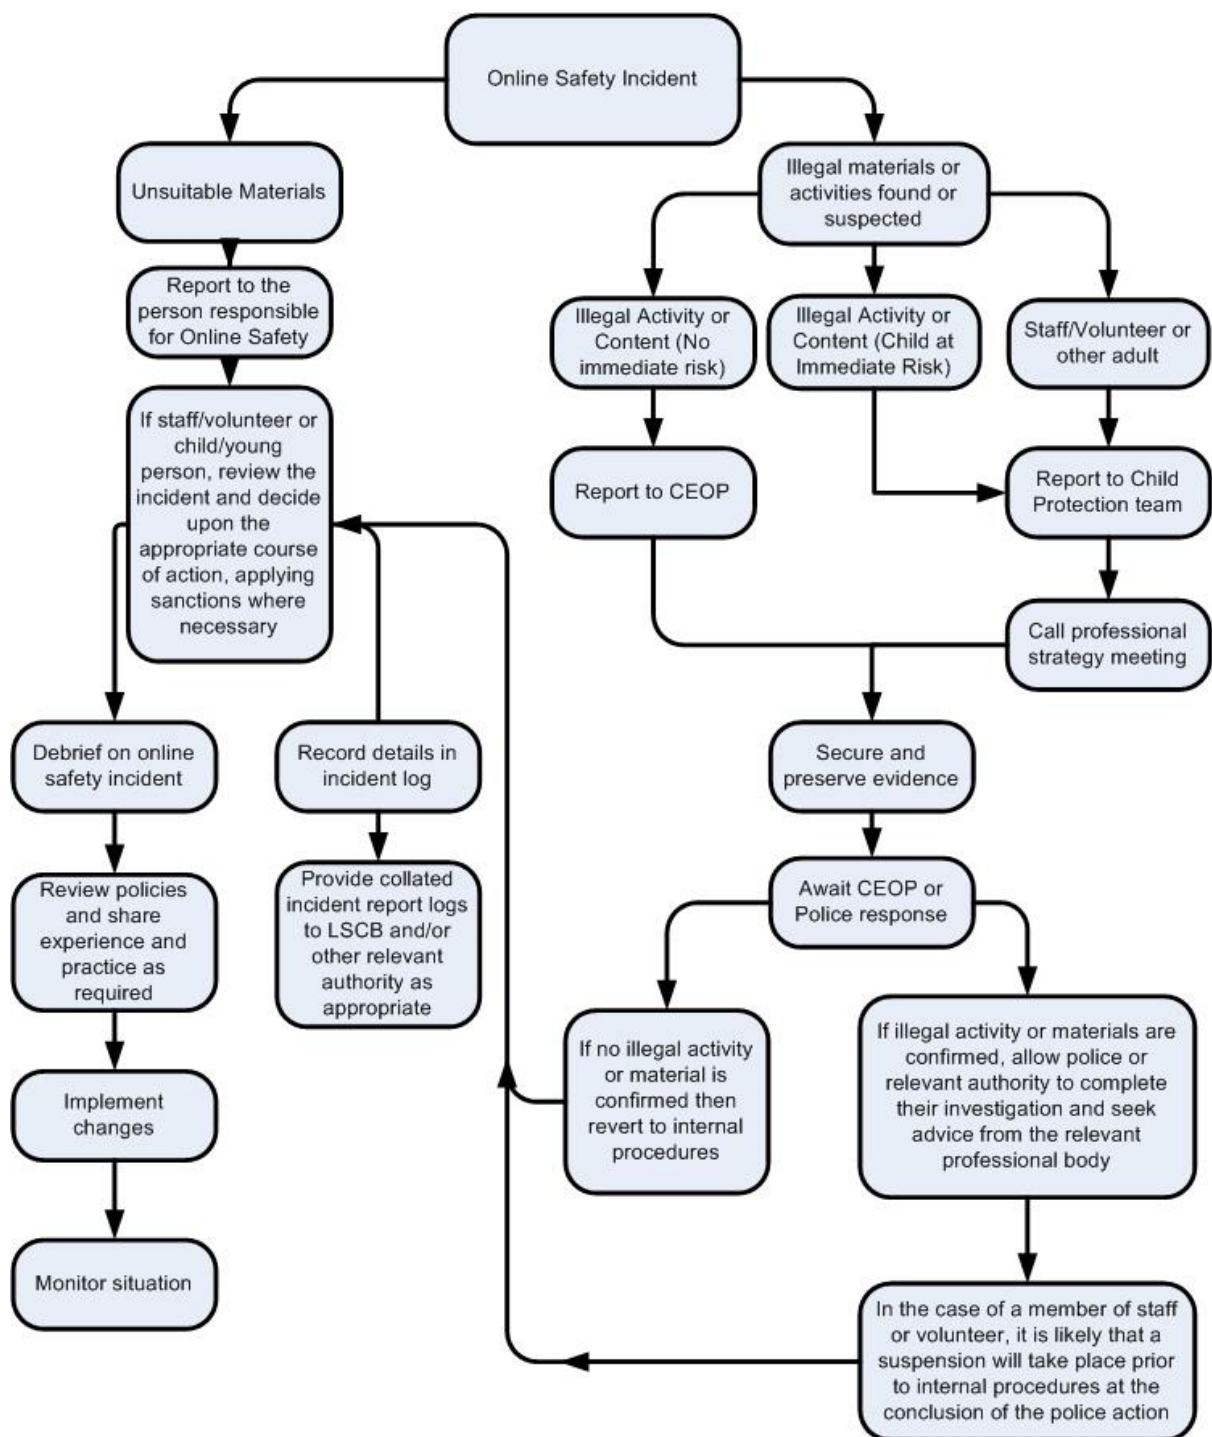 Online Safety Incident
Unsuitable Materials
Report to the
person responsible
for Online Safety
If staff/volunteer or
child/young
person, review the
incident and decide
upon the
appropriate course
of action, applying
sanctions where
necessary
Debrief on online
safety incident
Review policies
and share
experience and
practice as
required
Implement
changes
Monitor situation
Record details in
incident log
Provide collated
incident report logs
to LSCB and/or
other relevant
authority as
appropriate
Illegal materials or
activities found or
suspected
Illegal Activity or
Content (No
immediate risk)
Illegal Activity or
Content (Child at
Immediate Risk)
Staff/Volunteer or
other adult
Report to CEOP
Report to Child
Protection team
Call professional
strategy meeting
Secure and
preserve evidence
Await CEOP or
Police response
If no illegal activity
or material is
confirmed then
revert to internal
procedures
If illegal activity or materials are
confirmed, allow police or
relevant authority to complete
their investigation and seek
advice from the relevant
professional body
In the case of a member of staff
or volunteer, it is likely that a
suspension will take place prior
to internal procedures at the
conclusion of the police action